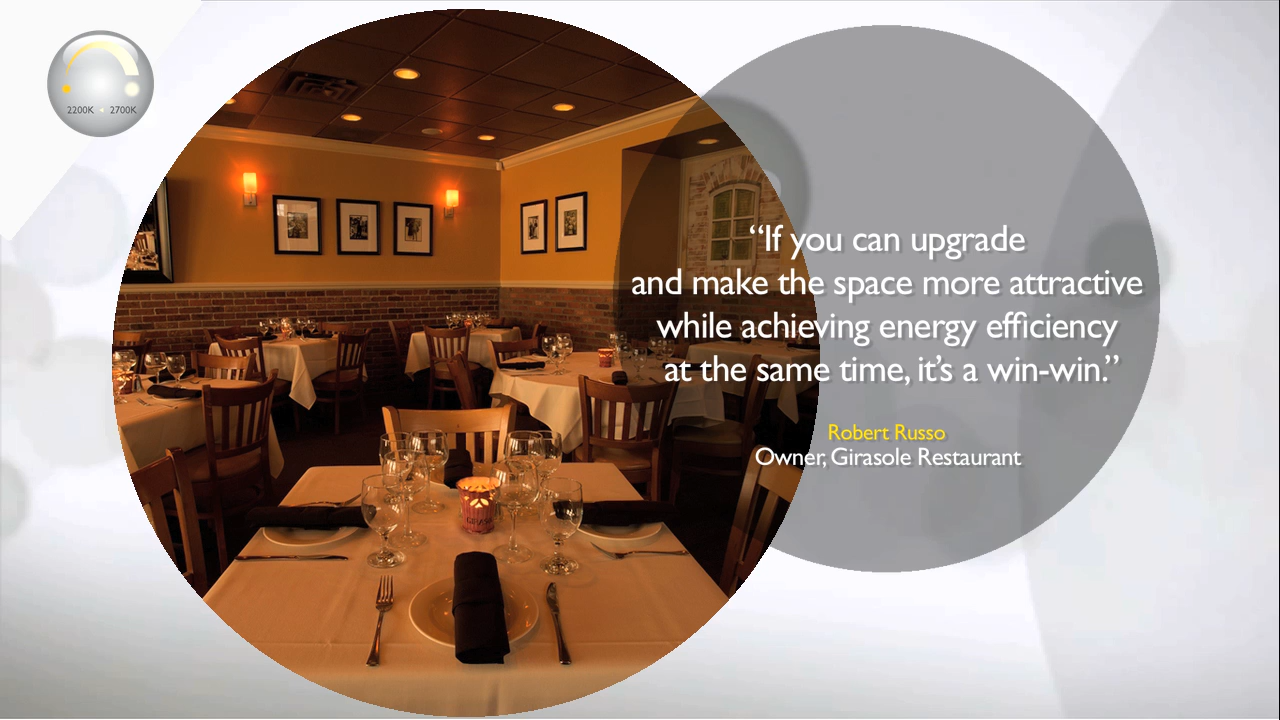 2200K 2700K
“If you can upgrade
and make the space more attractive
while achieving energy efficiency
at the same time, it’s a win-win.”
Robert Russo
Owner, Girasole Restaurant